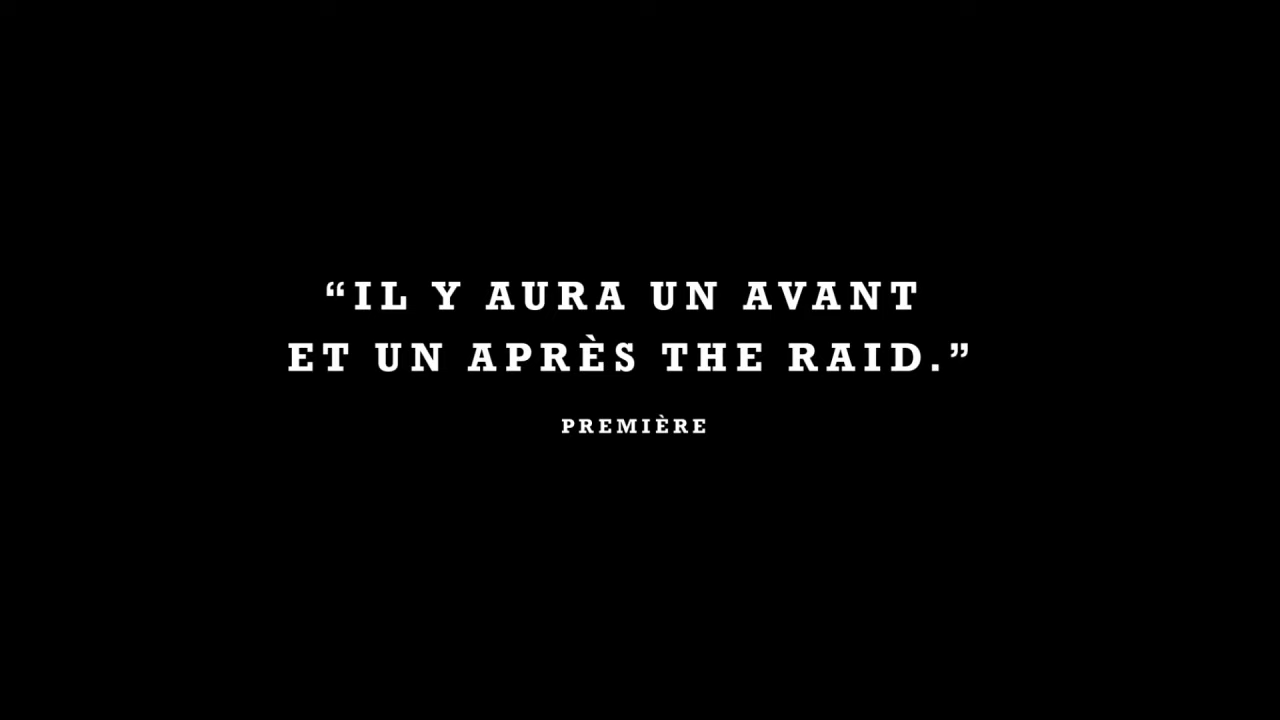 “IL Y AURA UN AVANT
ET UN APRÈS THE RAID.”
PREMIÈRE